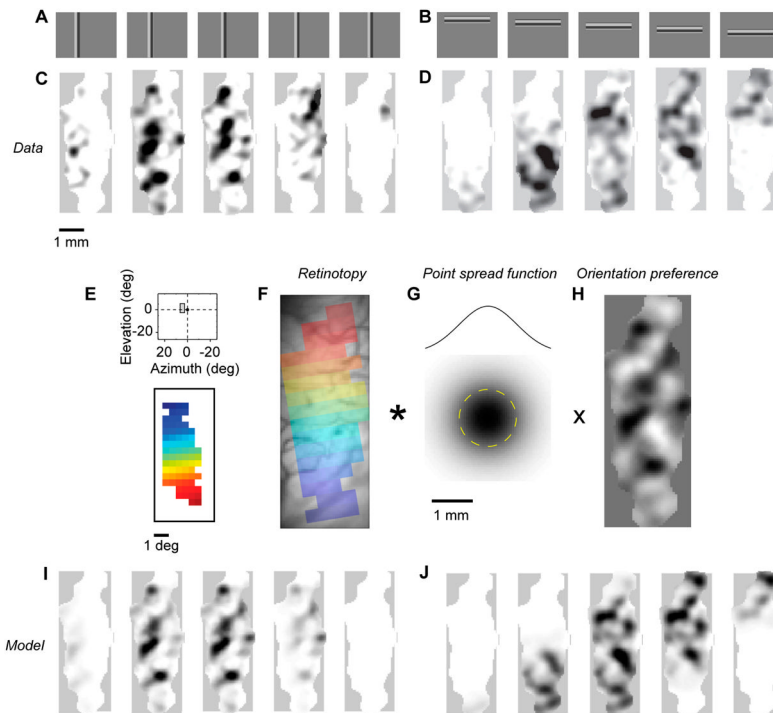 A
B
C
D
Data
1 mm
Retinotopy
Point spread function
Orientation preference
E
F
G
H
Elevation (deg)
0
-20
20 0 -20
Azimuth (deg)
*
x
1 mm
1 deg
I
J
Model